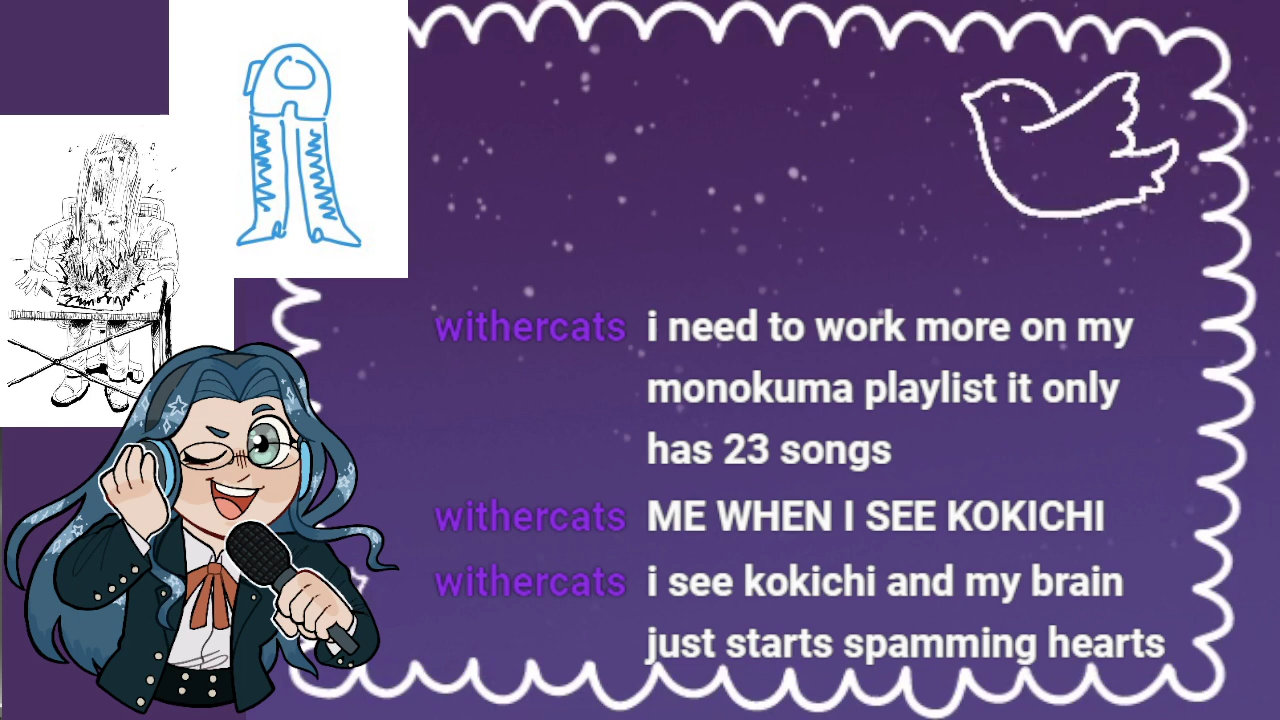 withercats i need to work more on my
monokuma playlist it only
has 23 songs
withercats ME WHEN I SEE KOKICHI
withercats i see kokichi and my brain
just starts spamming hearts